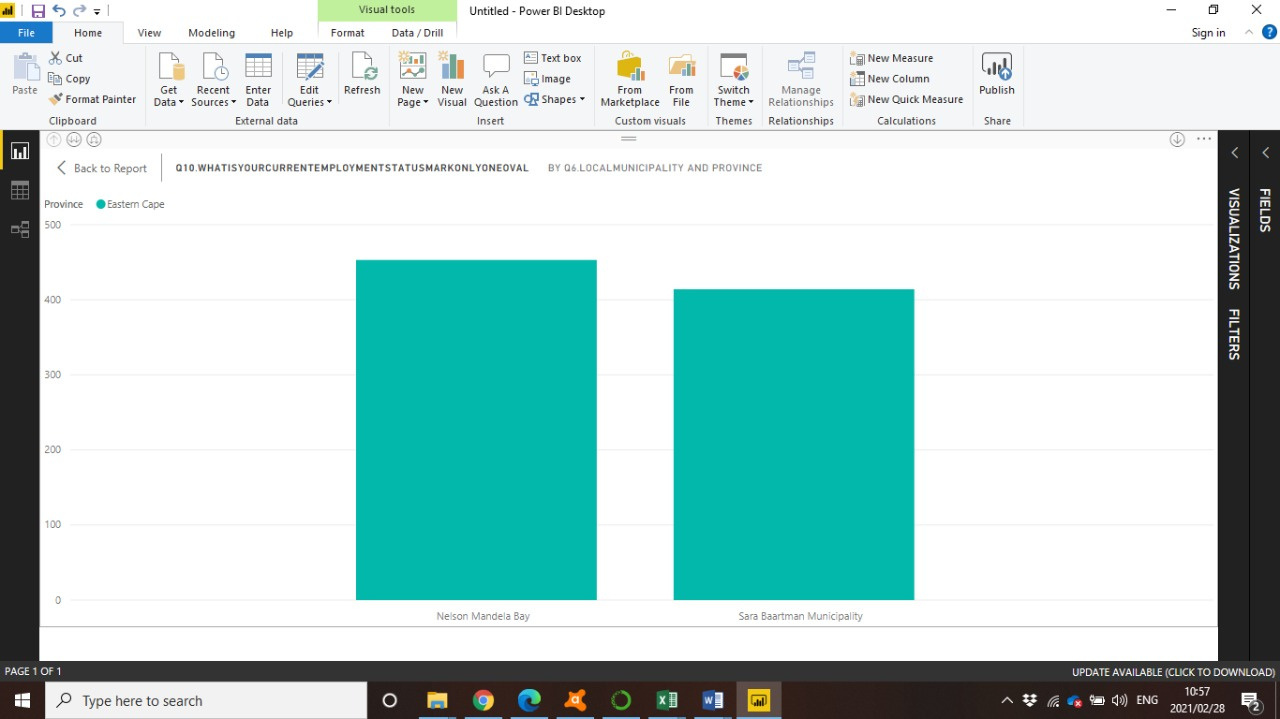 Visual tools
Untitled - Power BI Desktop
File Home View Modeling Help Format Data / Drill Sign in
Cut
Copy
Format Painter
Paste
Clipboard
Get Data
Recent Sources
Enter Data
Edit Queries
Refresh
External data
New Page
New Visual
Ask A Question
Text box
Image
Shapes
Insert
From Marketplace
From File
Custom visuals
Switch Theme
Themes
Manage Relationships
Relationships
New Measure
New Column
New Quick Measure
Calculations
Publish
Share
Back to Report
Q10.WHATISYOURCURRENTEMPLOYMENTSTATUSMARKONLYONEOVAL BY Q6.LOCALMUNICIPALITY AND PROVINCE
Province Eastern Cape
500
400
300
200
100
0
Nelson Mandela Bay
Sara Baartman Municipality
VISUALIZATIONS
FILTERS
FIELDS
PAGE 1 OF 1
UPDATE AVAILABLE (CLICK TO DOWNLOAD)
Type here to search
ENG
10:57
2021/02/28
2